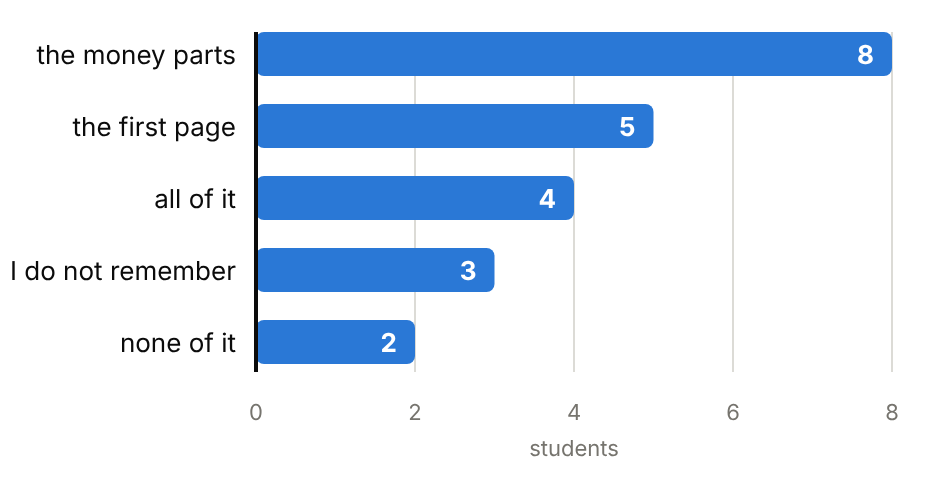 the money parts 8
the first page 5
all of it 4
I do not remember 3
none of it 2
0 2 4 6 8
students